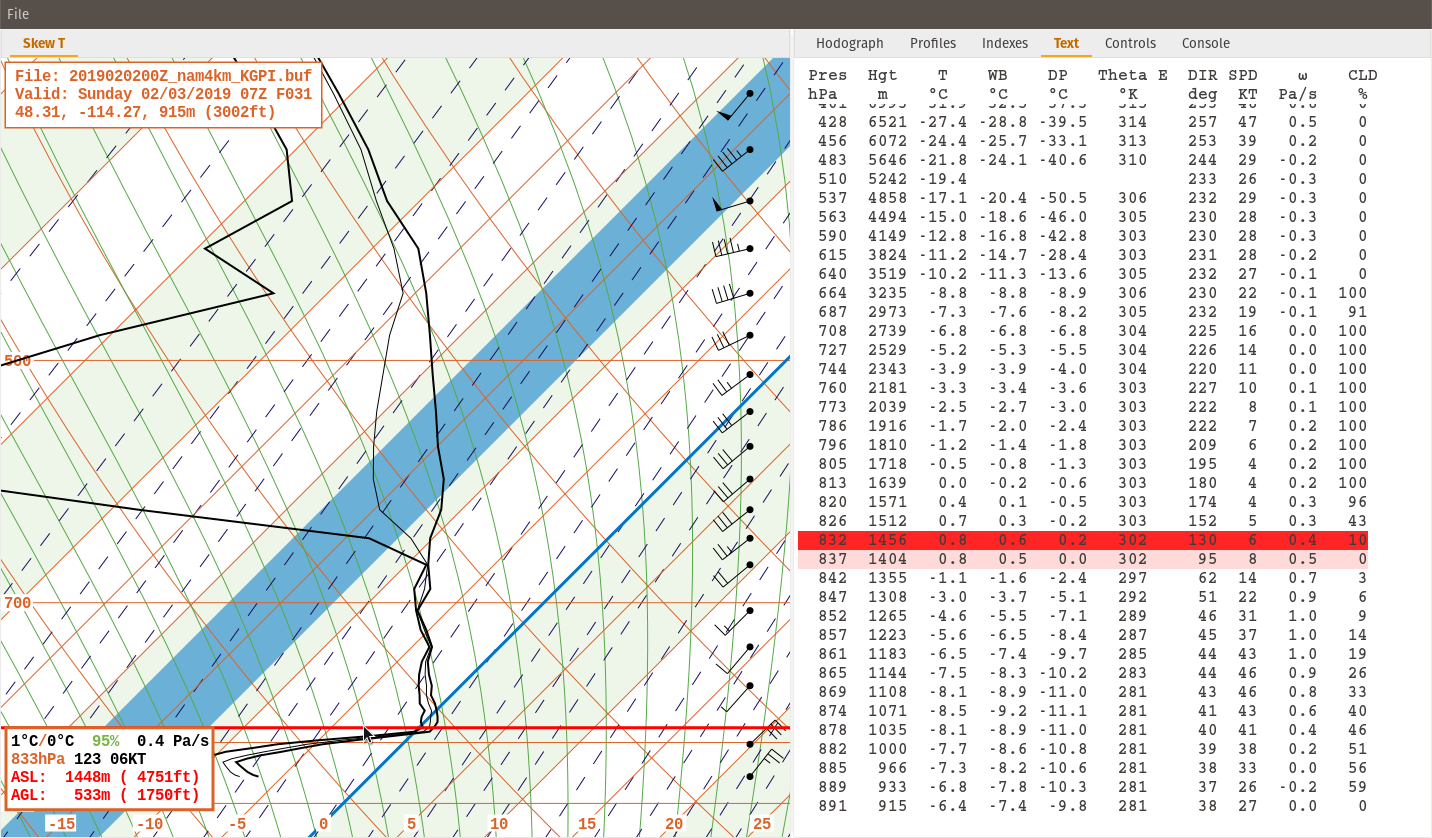 File
Skew T
File: 2019020200Z_nam4km_KGPI.buf
Valid: Sunday 02/03/2019 07Z F031
48.31, -114.27, 915m (3002ft)
500
700
1°C/0°C 95% 0.4 Pa/s
833hPa 123 06KT
ASL: 1448m ( 4751ft)
AGL: 533m ( 1750ft)
-15 -10 -5 0 5 10 15 20 25
Hodograph Profiles Indexes Text Controls Console
Pres Hgt T WB DP Theta E DIR SPD ω CLD
hPa m °C °C °C °K deg KT Pa/s %
428 6521 -27.4 -28.8 -39.5 314 257 47 0.5 0
456 6072 -24.4 -25.7 -33.1 313 253 39 0.2 0
483 5646 -21.8 -24.1 -40.6 310 244 29 -0.2 0
510 5242 -19.4 233 26 -0.3 0
537 4858 -17.1 -20.4 -50.5 306 232 29 -0.3 0
563 4494 -15.0 -18.6 -46.0 305 230 28 -0.3 0
590 4149 -12.8 -16.8 -42.8 303 230 28 -0.3 0
615 3824 -11.2 -14.7 -28.4 303 231 28 -0.2 0
640 3519 -10.2 -11.3 -13.6 305 232 27 -0.1 0
664 3235 -8.8 -8.8 -8.9 306 230 22 -0.1 100
687 2973 -7.3 -7.6 -8.2 305 232 19 -0.1 91
708 2739 -6.8 -6.8 -6.8 304 225 16 0.0 100
727 2529 -5.2 -5.3 -5.5 304 226 14 0.0 100
744 2343 -3.9 -3.9 -4.0 304 220 11 0.0 100
760 2181 -3.3 -3.4 -3.6 303 227 10 0.1 100
773 2039 -2.5 -2.7 -3.0 303 222 8 0.1 100
786 1916 -1.7 -2.0 -2.4 303 222 7 0.2 100
796 1810 -1.2 -1.4 -1.8 303 209 6 0.2 100
805 1718 -0.5 -0.8 -1.3 303 195 4 0.2 100
813 1639 0.0 -0.2 -0.6 303 180 4 0.2 100
820 1571 0.4 0.1 -0.5 303 174 4 0.3 96
826 1512 0.7 0.3 -0.2 303 152 5 0.3 43
832 1456 0.8 0.6 0.2 302 130 6 0.4 10
837 1404 0.8 0.5 0.0 302 95 8 0.5 0
842 1355 -1.1 -1.6 -2.4 297 62 14 0.7 3
847 1308 -3.0 -3.7 -5.1 292 51 22 0.9 6
852 1265 -4.6 -5.5 -7.1 289 46 31 1.0 9
857 1223 -5.6 -6.5 -8.4 287 45 37 1.0 14
861 1183 -6.5 -7.4 -9.7 285 44 43 1.0 19
865 1144 -7.5 -8.3 -10.2 283 44 46 0.9 26
869 1108 -8.1 -8.9 -11.0 281 43 46 0.8 33
874 1071 -8.5 -9.2 -11.1 281 41 43 0.6 40
878 1035 -8.1 -8.9 -11.0 281 40 41 0.4 46
882 1000 -7.7 -8.6 -10.8 281 39 38 0.2 51
885 966 -7.3 -8.2 -10.6 281 38 33 0.0 56
889 933 -6.8 -7.8 -10.3 281 37 26 -0.2 59
891 915 -6.4 -7.4 -9.8 281 38 27 0.0 0